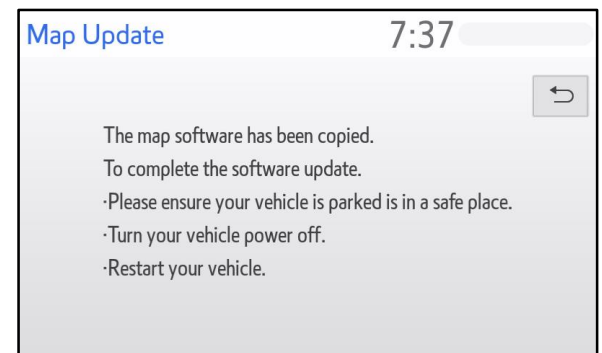 Map Update
7:37
The map software has been copied.
To complete the software update.
·Please ensure your vehicle is parked is in a safe place.
·Turn your vehicle power off.
·Restart your vehicle.